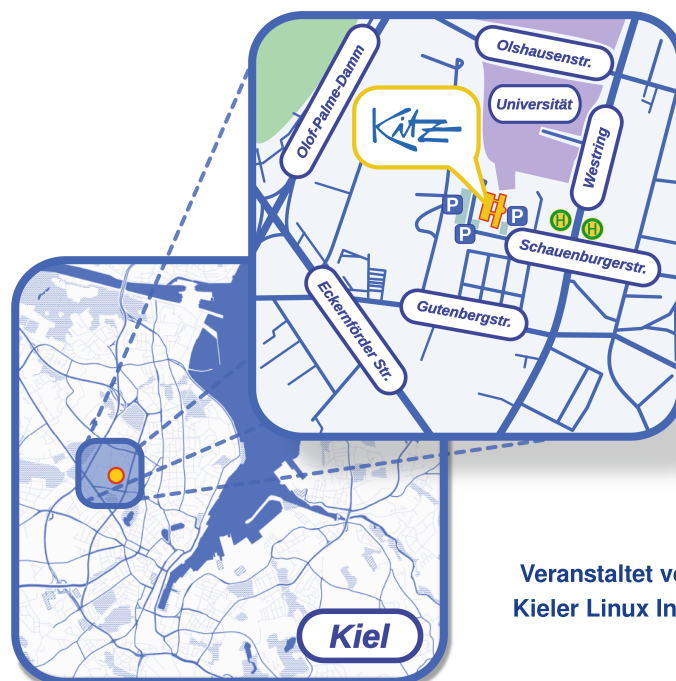 Olshausenstr.
Olof-Palme-Damm
Universität
Kitz
Westring
P
P
P
H
H
Schauenburgerstr.
Gutenbergstr.
Eckernförder Str.
Veranstaltet v
Kieler Linux In
Kiel